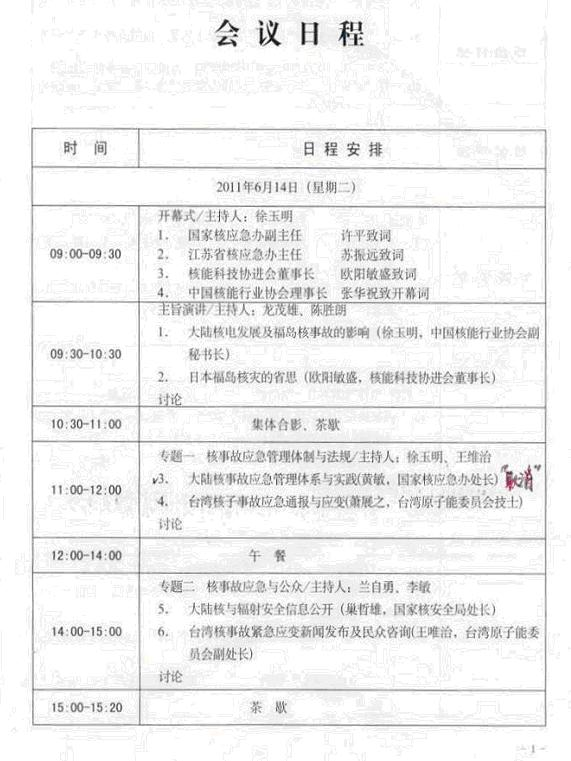 会议日程
时 间 日 程 安 排
2011年6月14日（星期二）
开幕式/主持人：徐玉明
09:00-09:30
1. 国家核应急办副主任 许平致词
2. 江苏省核应急办主任 苏振远致词
3. 核能科技协进会董事长 欧阳敏盛致词
4. 中国核能行业协会理事长 张华祝致开幕词
主旨演讲/主持人：龙茂雄、陈胜朗
09:30-10:30
1. 大陆核电发展及福岛核事故的影响（徐玉明，中国核能行业协会副
秘书长）
2. 日本福岛核灾的省思（欧阳敏盛，核能科技协进会董事长）
讨论
10:30-11:00 集体合影、茶歇
专题一 核事故应急管理体制与法规/主持人：徐玉明、王维治
11:00-12:00
√3. 大陆核事故应急管理体系与实践(黄敏，国家核应急办处长) "取消"
4. 台湾核子事故应急通报与应变(萧展之，台湾原子能委员会技士)
讨论
12:00-14:00 午 餐
专题二 核事故应急与公众/主持人：兰自勇、李敏
14:00-15:00
5. 大陆核与辐射安全信息公开（巢哲雄，国家核安全局处长）
6. 台湾核事故紧急应变新闻发布及民众咨询(王唯治，台湾原子能委
员会副处长)
讨论
15:00-15:20 茶 歇
- 1 -